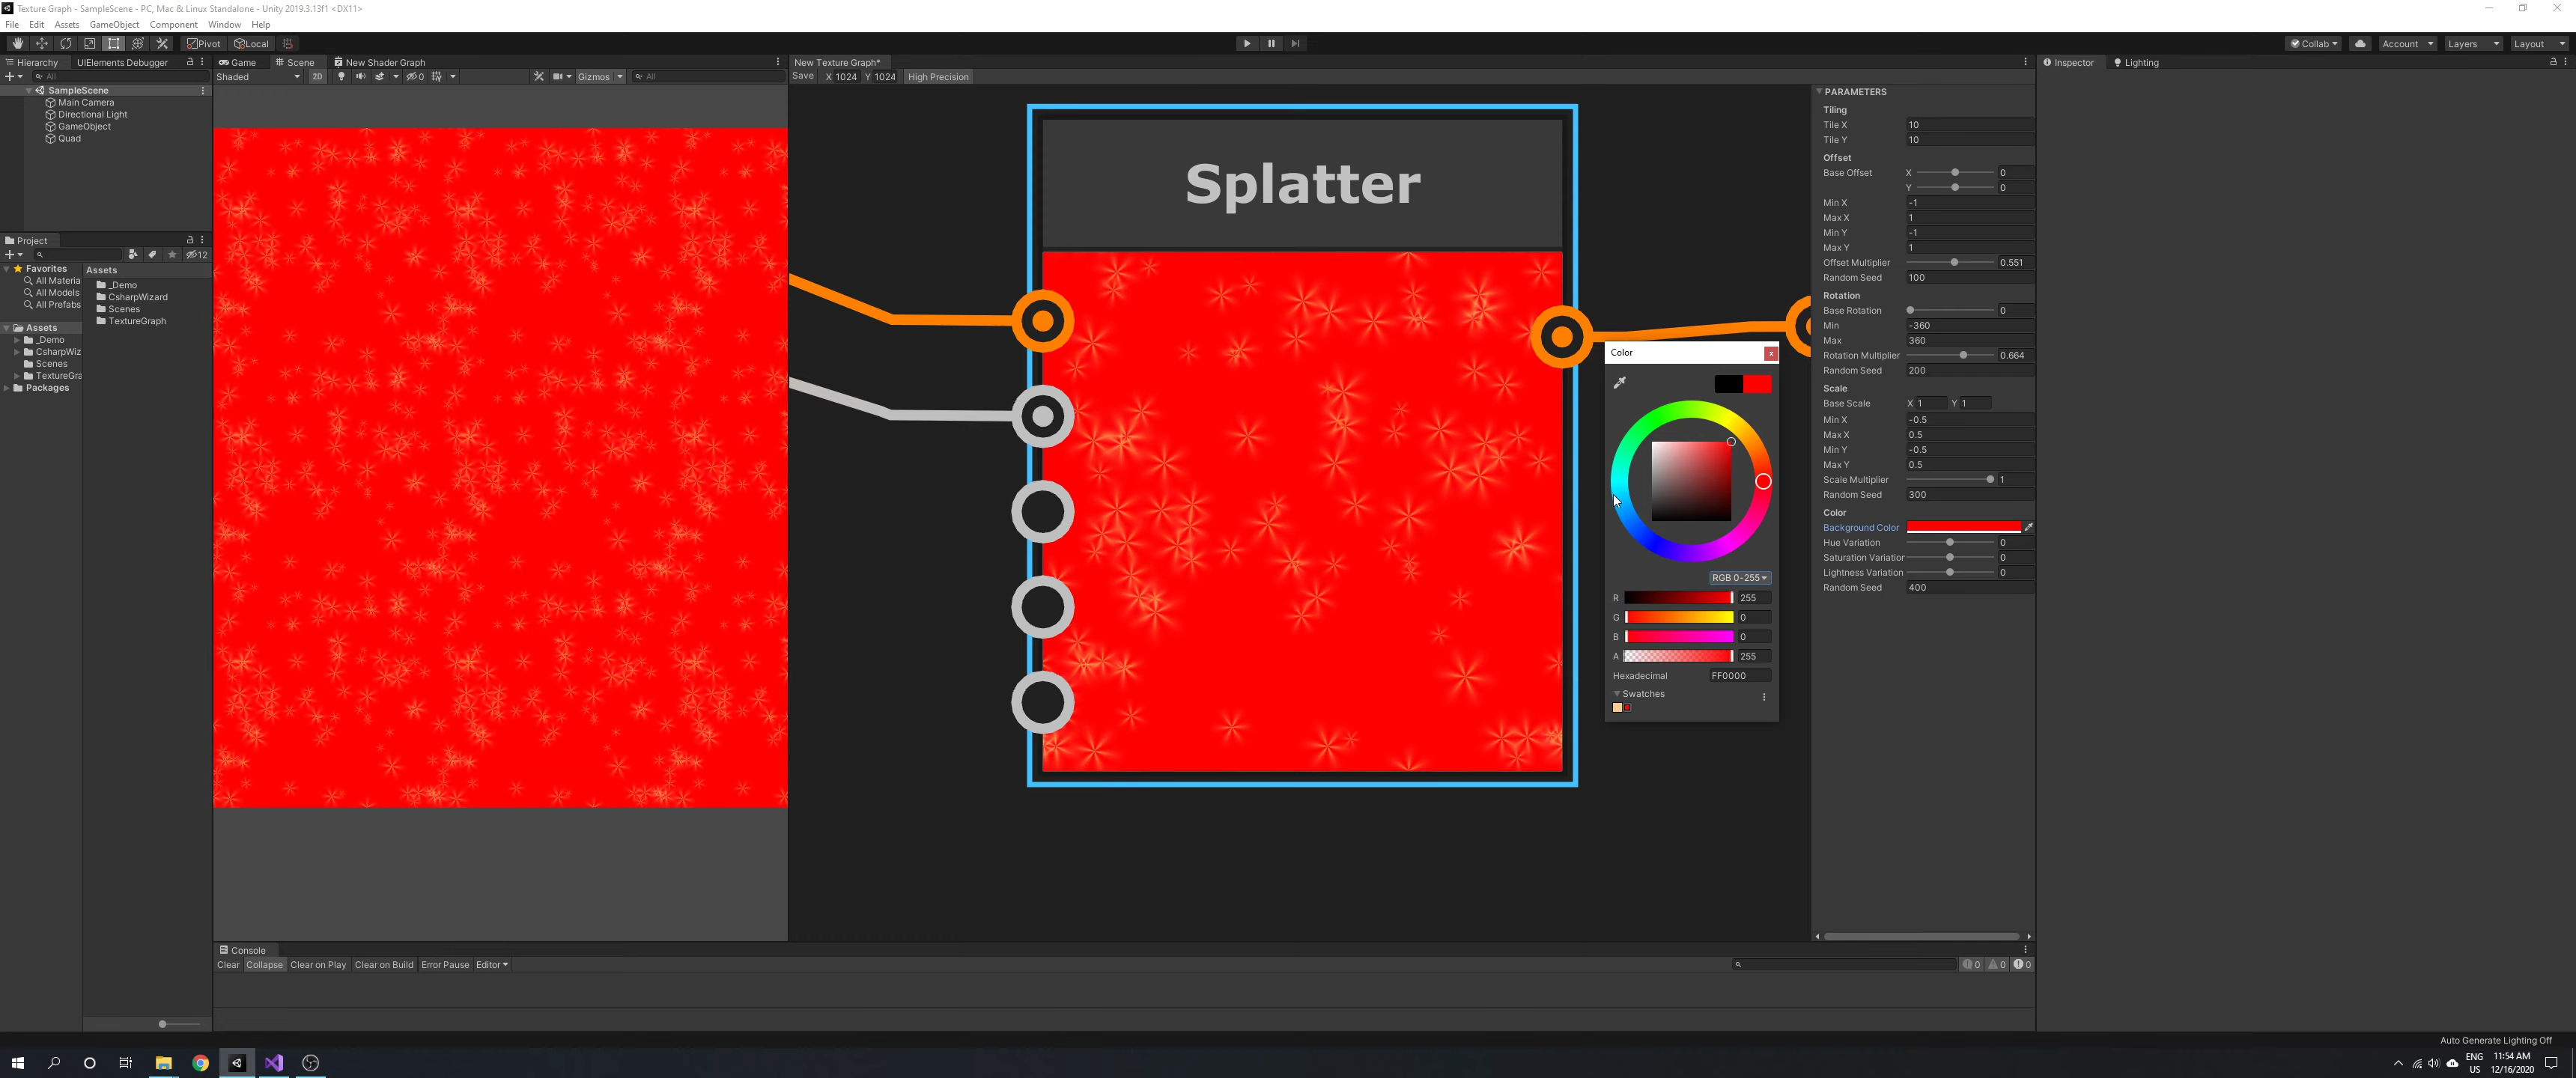 Texture Graph - SampleScene - PC, Mac & Linux Standalone - Unity 2019.3.13f1 <DX11>
File Edit Assets GameObject Component Window Help
Pivot Local
Collab Account Layers Layout
Hierarchy UIElements Debugger
All
SampleScene
Main Camera
Directional Light
GameObject
Quad
Project
12
Favorites
All Materia
All Models
All Prefabs
Assets
_Demo
CsharpWiz
Scenes
TextureGra
Packages
Assets
_Demo
CsharpWizard
Scenes
TextureGraph
Game Scene New Shader Graph
Shaded 2D 0 Gizmos All
New Texture Graph*
Save X 1024 Y 1024 High Precision
Splatter
Color
RGB 0-255
R 255
G 0
B 0
A 255
Hexadecimal FF0000
Swatches
PARAMETERS
Tiling
Tile X 10
Tile Y 10
Offset
Base Offset X 0
Y 0
Min X -1
Max X 1
Min Y -1
Max Y 1
Offset Multiplier 0.551
Random Seed 100
Rotation
Base Rotation 0
Min -360
Max 360
Rotation Multiplier 0.664
Random Seed 200
Scale
Base Scale X 1 Y 1
Min X -0.5
Max X 0.5
Min Y -0.5
Max Y 0.5
Scale Multiplier 1
Random Seed 300
Color
Background Color
Hue Variation 0
Saturation Variation 0
Lightness Variation 0
Random Seed 400
Inspector Lighting
Console
Clear Collapse Clear on Play Clear on Build Error Pause Editor
0 0 0
Auto Generate Lighting Off
ENG
US
11:54 AM
12/16/2020